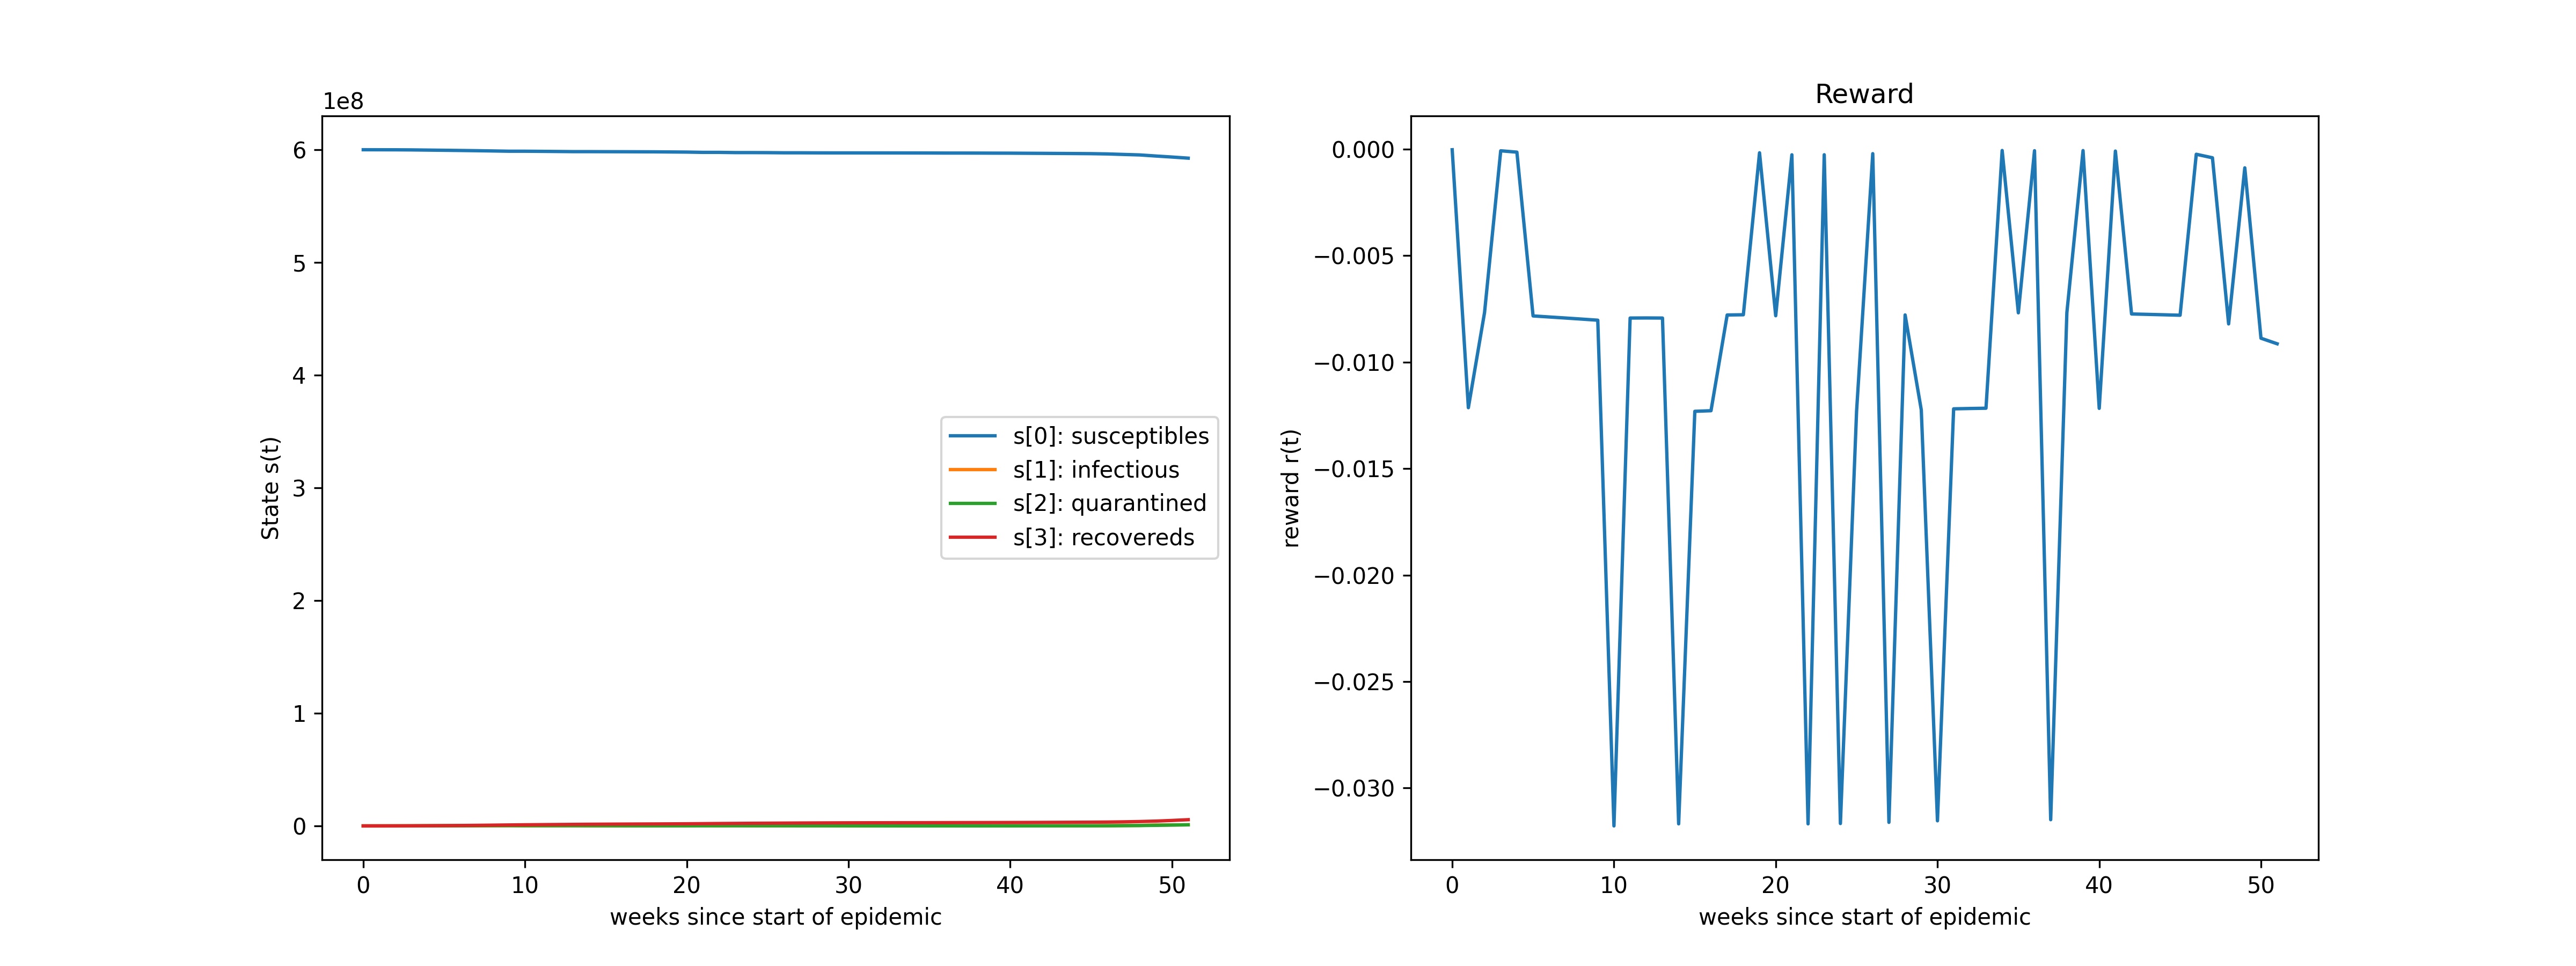 1e8
6
5
4
3
2
1
0
State s(t)
s[0]: susceptibles
s[1]: infectious
s[2]: quarantined
s[3]: recovereds
0 10 20 30 40 50
weeks since start of epidemic
Reward
0.000
−0.005
−0.010
−0.015
−0.020
−0.025
−0.030
reward r(t)
0 10 20 30 40 50
weeks since start of epidemic